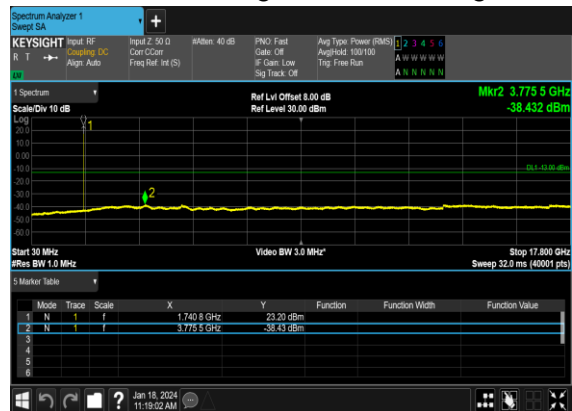 Spectrum Analyzer 1
Swept SA
KEYSIGHT Input: RF Input Z: 50 Ω #Atten: 40 dB PNO: Fast Avg Type: Power (RMS) 1 2 3 4 5 6
R T Coupling: DC Corr CCorr Gate: Off Avg|Hold: 100/100 A W W W W W
Align: Auto Freq Ref: Int (S) IF Gain: Low Trig: Free Run
LW Sig Track: Off A N N N N N
1 Spectrum Ref Lvl Offset 8.00 dB Mkr2 3.775 5 GHz
Scale/Div 10 dB Ref Level 30.00 dBm -38.432 dBm
Log
1
20.0
10.0
0.00
-10.0 DL1 -13.00 dBm
-20.0
-30.0 2
-40.0
-50.0
-60.0
Start 30 MHz Video BW 3.0 MHz* Stop 17.800 GHz
#Res BW 1.0 MHz Sweep 32.0 ms (40001 pts)
5 Marker Table
Mode Trace Scale X Y Function Function Width Function Value
1 N 1 f 1.740 8 GHz 23.20 dBm
2 N 1 f 3.775 5 GHz -38.43 dBm
3
4
5
6
? Jan 18, 2024
11:19:02 AM